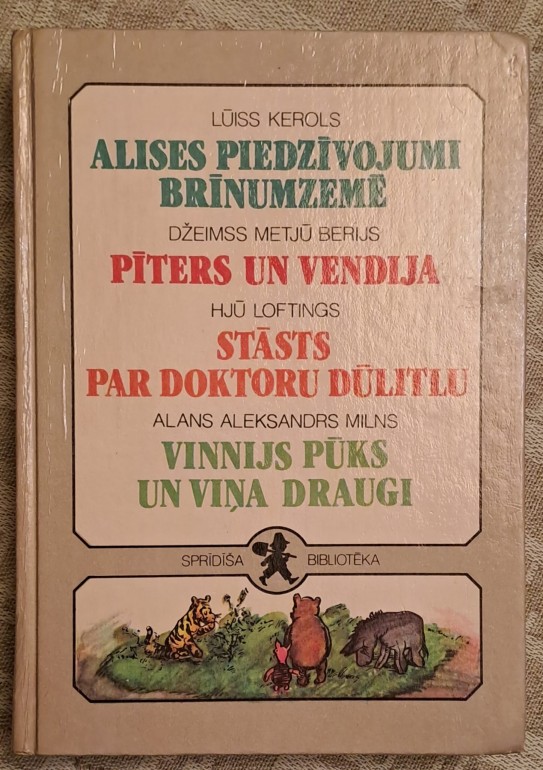 LŪISS KEROLS
ALISES PIEDZĪVOJUMI
BRĪNUMZEMĒ
DŽEIMSS METJŪ BERIJS
PĪTERS UN VENDIJA
HJŪ LOFTINGS
STĀSTS
PAR DOKTORU DŪLITLU
ALANS ALEKSANDRS MILNS
VINNIJS PŪKS
UN VIŅA DRAUGI
SPRĪDĪŠA BIBLIOTĒKA